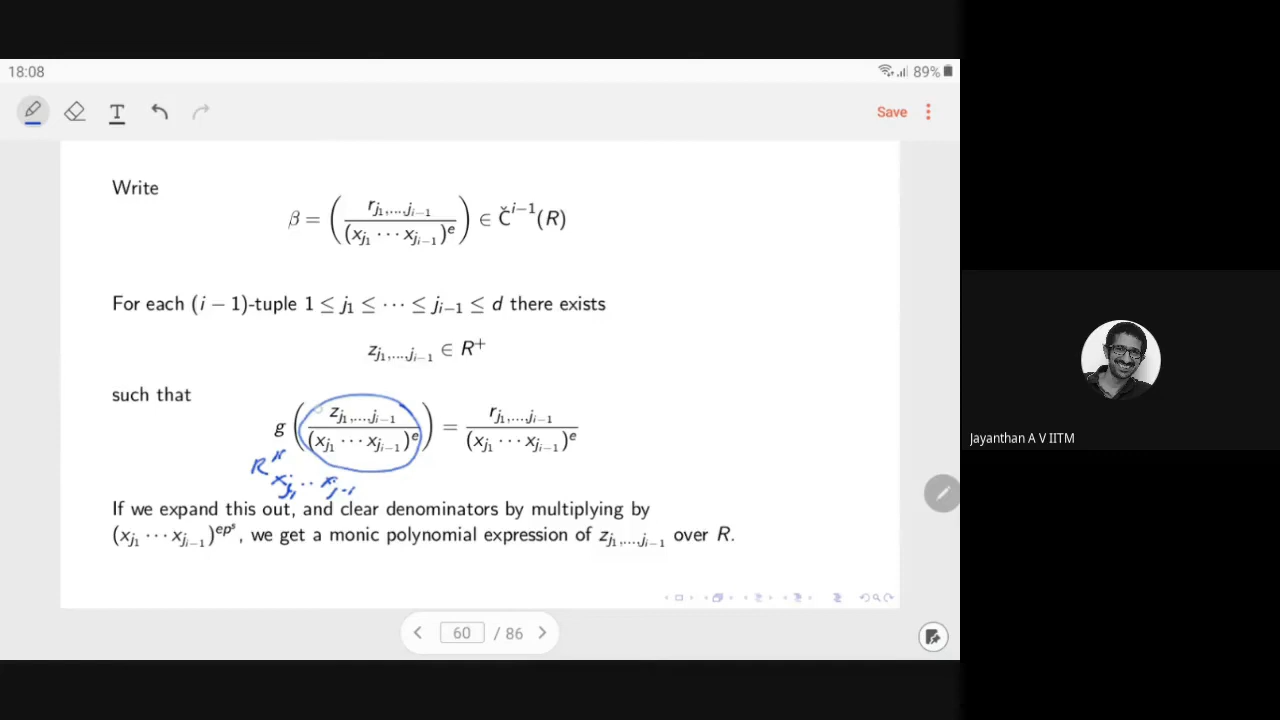 18:08
89%
T
Save
Write
β = ( r_{j_1,...,j_{i-1}} / (x_{j_1} ··· x_{j_{i-1}})^e ) ∈ Č^{i−1}(R)
For each (i − 1)-tuple 1 ≤ j_1 ≤ ··· ≤ j_{i−1} ≤ d there exists
z_{j_1,...,j_{i-1}} ∈ R^+
such that
g ( z_{j_1,...,j_{i-1}} / (x_{j_1} ··· x_{j_{i-1}})^e ) = r_{j_1,...,j_{i-1}} / (x_{j_1} ··· x_{j_{i-1}})^e
If we expand this out, and clear denominators by multiplying by
(x_{j_1} ··· x_{j_{i-1}})^{ep^s}, we get a monic polynomial expression of z_{j_1,...,j_{i-1}} over R.
60 / 86
Jayanthan A V IITM